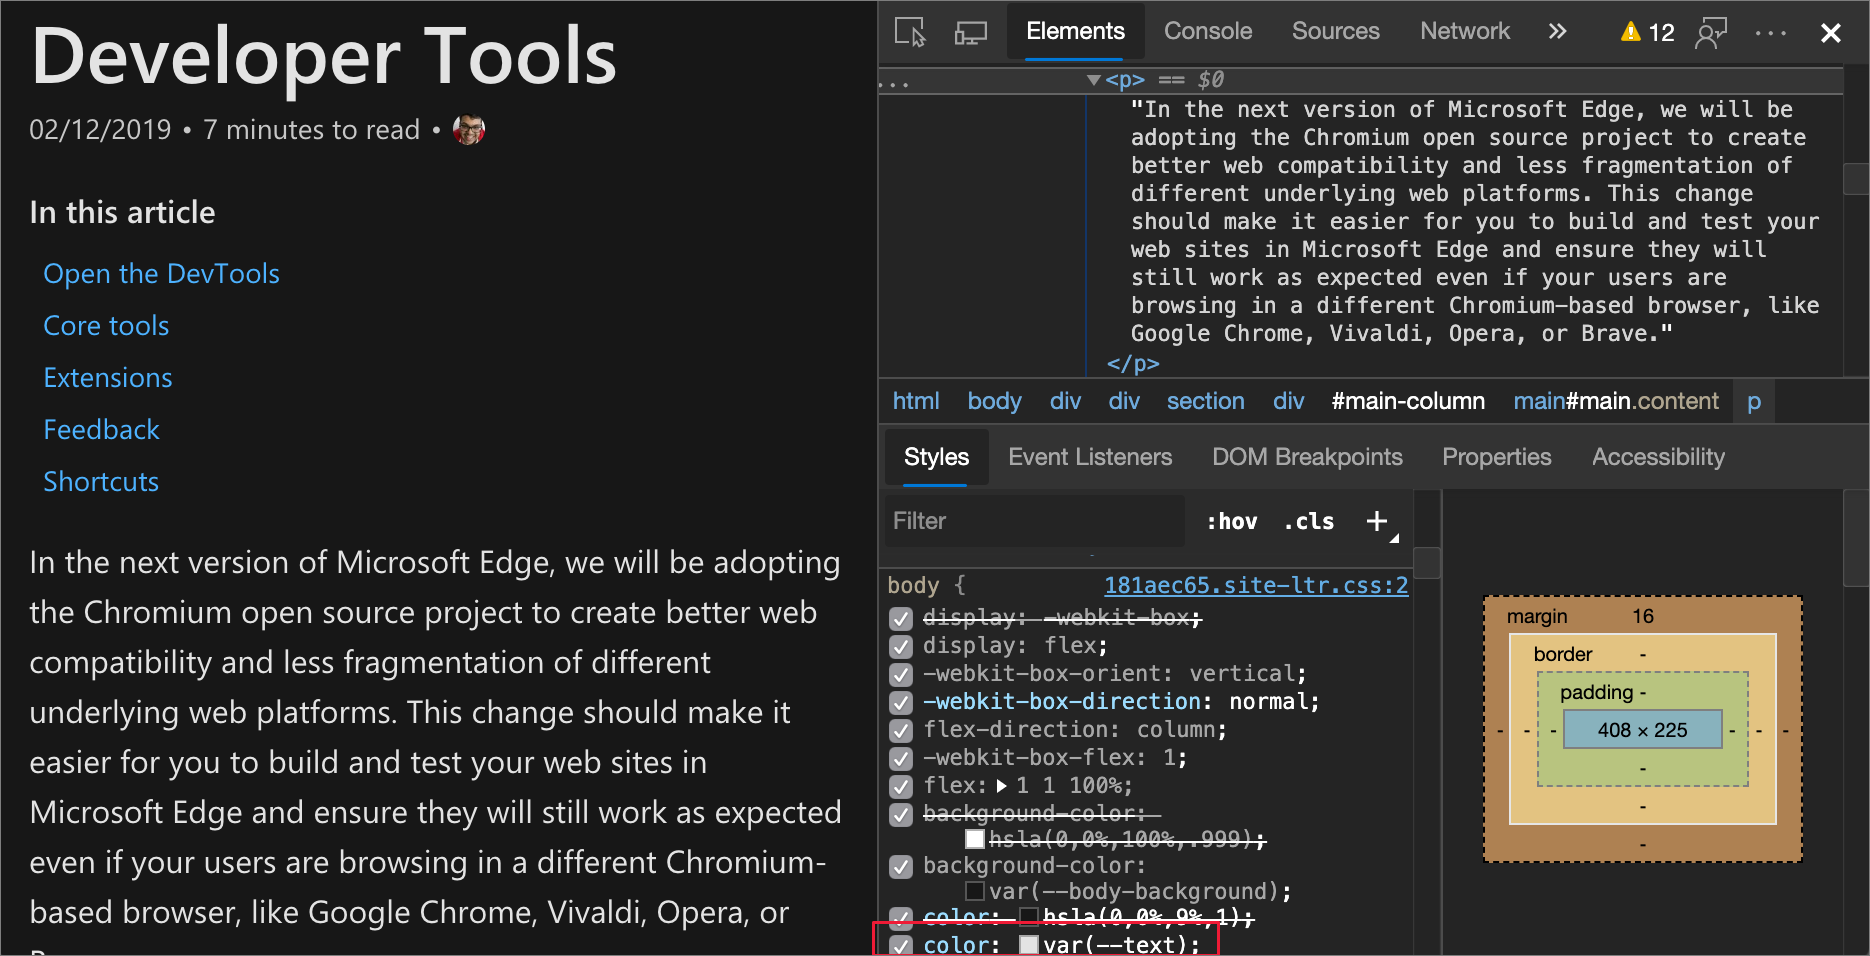 Developer Tools
02/12/2019 • 7 minutes to read •
In this article
Open the DevTools
Core tools
Extensions
Feedback
Shortcuts
In the next version of Microsoft Edge, we will be adopting
the Chromium open source project to create better web
compatibility and less fragmentation of different
underlying web platforms. This change should make it
easier for you to build and test your web sites in
Microsoft Edge and ensure they will still work as expected
even if your users are browsing in a different Chromium-
based browser, like Google Chrome, Vivaldi, Opera, or
Elements Console Sources Network » 12 ... ×
... ▼<p> == $0
"In the next version of Microsoft Edge, we will be
adopting the Chromium open source project to create
better web compatibility and less fragmentation of
different underlying web platforms. This change
should make it easier for you to build and test your
web sites in Microsoft Edge and ensure they will
still work as expected even if your users are
browsing in a different Chromium-based browser, like
Google Chrome, Vivaldi, Opera, or Brave."
</p>
html body div div section div #main-column main#main.content p
Styles Event Listeners DOM Breakpoints Properties Accessibility
Filter :hov .cls +
body { 181aec65.site-ltr.css:2
display: -webkit-box;
display: flex;
-webkit-box-orient: vertical;
-webkit-box-direction: normal;
flex-direction: column;
-webkit-box-flex: 1;
flex: ▶ 1 1 100%;
background-color:
hsla(0,0%,100%,.999);
background-color:
var(--body-background);
color: hsla(0,0%,9%,1);
color: var(--text);
margin 16
border -
padding -
- - - 408 × 225 - - -
-
-
-